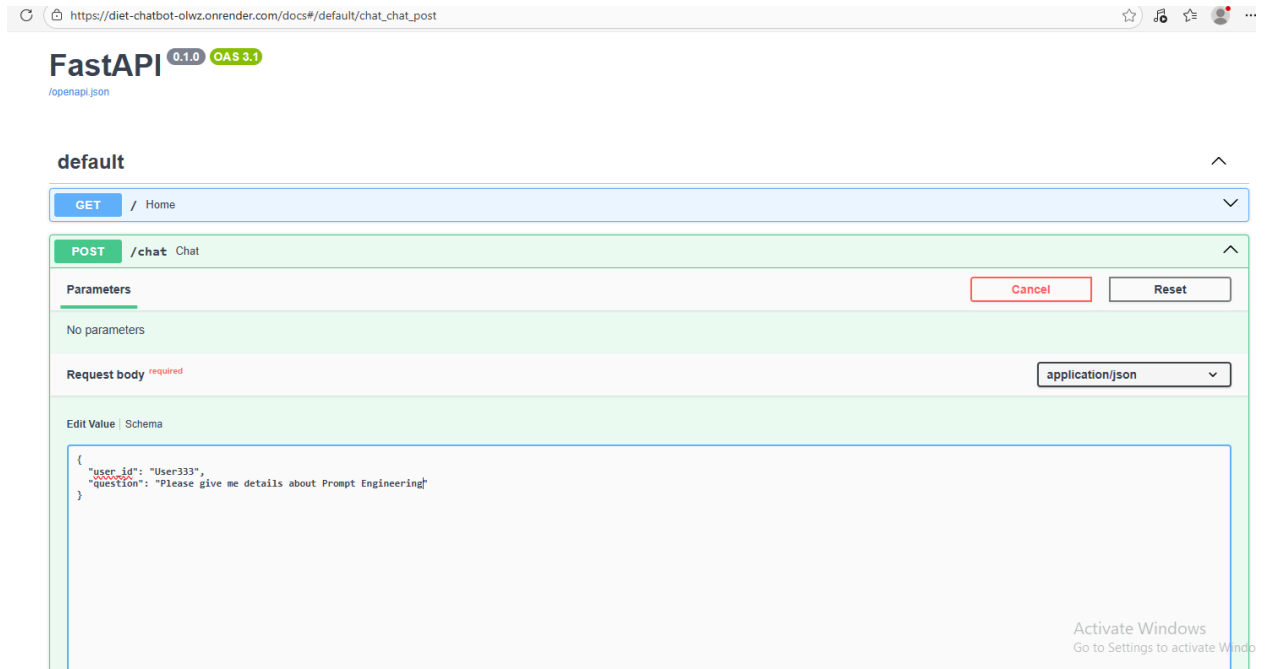 https://diet-chatbot-olwz.onrender.com/docs#/default/chat_chat_post
FastAPI 0.1.0 OAS 3.1
/openapi.json
default
GET / Home
POST /chat Chat
Parameters Cancel Reset
No parameters
Request body required application/json
Edit Value | Schema
{
"user_id": "User333",
"question": "Please give me details about Prompt Engineering"
}
Activate Windows
Go to Settings to activate Windo